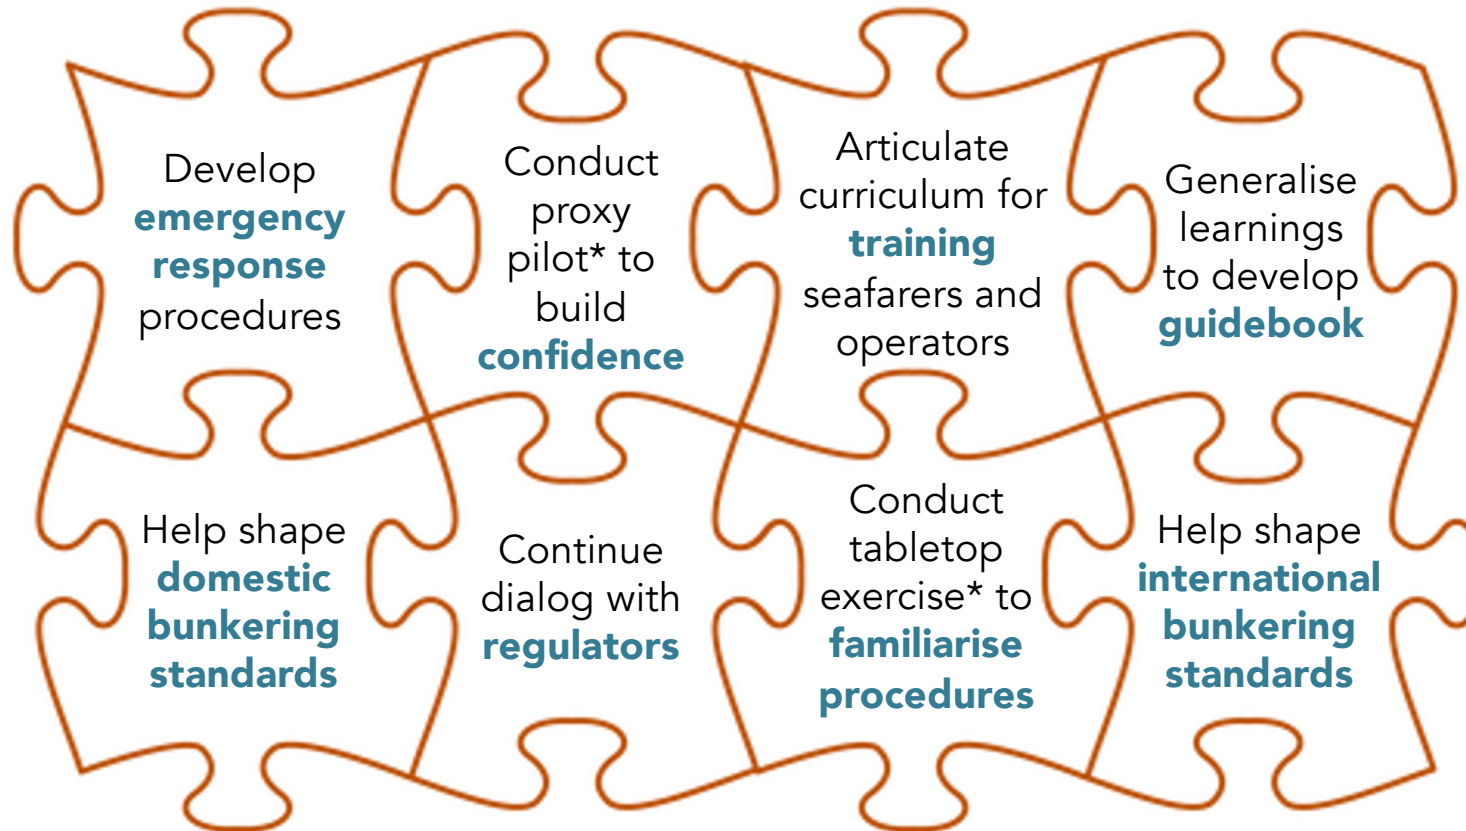 Develop
emergency
response
procedures
Conduct
proxy
pilot* to
build
confidence
Articulate
curriculum for
training
seafarers and
operators
Generalise
learnings
to develop
guidebook
Help shape
domestic
bunkering
standards
Continue
dialog with
regulators
Conduct
tabletop
exercise* to
familiarise
procedures
Help shape
international
bunkering
standards